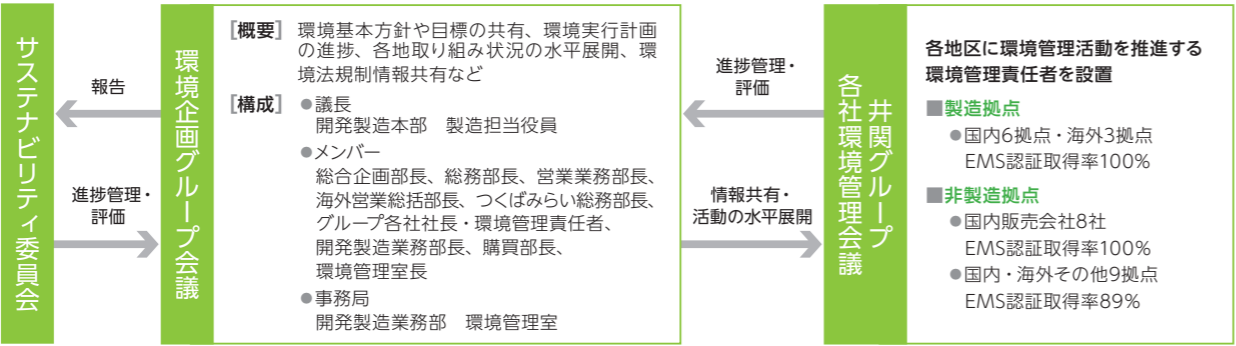 サステナビリティ委員会
報告
進捗管理・
評価
環境企画グループ会議
［概要］ 環境基本方針や目標の共有、環境実行計画
の進捗、各地取り組み状況の水平展開、環
境法規制情報共有など
［構成］ ●議長
開発製造本部　製造担当役員
●メンバー
総合企画部長、総務部長、営業業務部長、
海外営業総括部長、つくばみらい総務部長、
グループ各社社長・環境管理責任者、
開発製造業務部長、購買部長、
環境管理室長
●事務局
開発製造業務部　環境管理室
進捗管理・
評価
情報共有・
活動の水平展開
井関グループ
各社環境管理会議
各地区に環境管理活動を推進する
環境管理責任者を設置
■製造拠点
●国内6拠点・海外3拠点
EMS認証取得率100%
■非製造拠点
●国内販売会社8社
EMS認証取得率100%
●国内・海外その他9拠点
EMS認証取得率89%